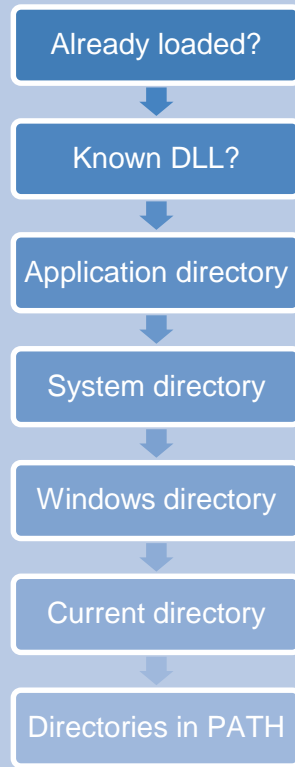 Already loaded?
Known DLL?
Application directory
System directory
Windows directory
Current directory
Directories in PATH